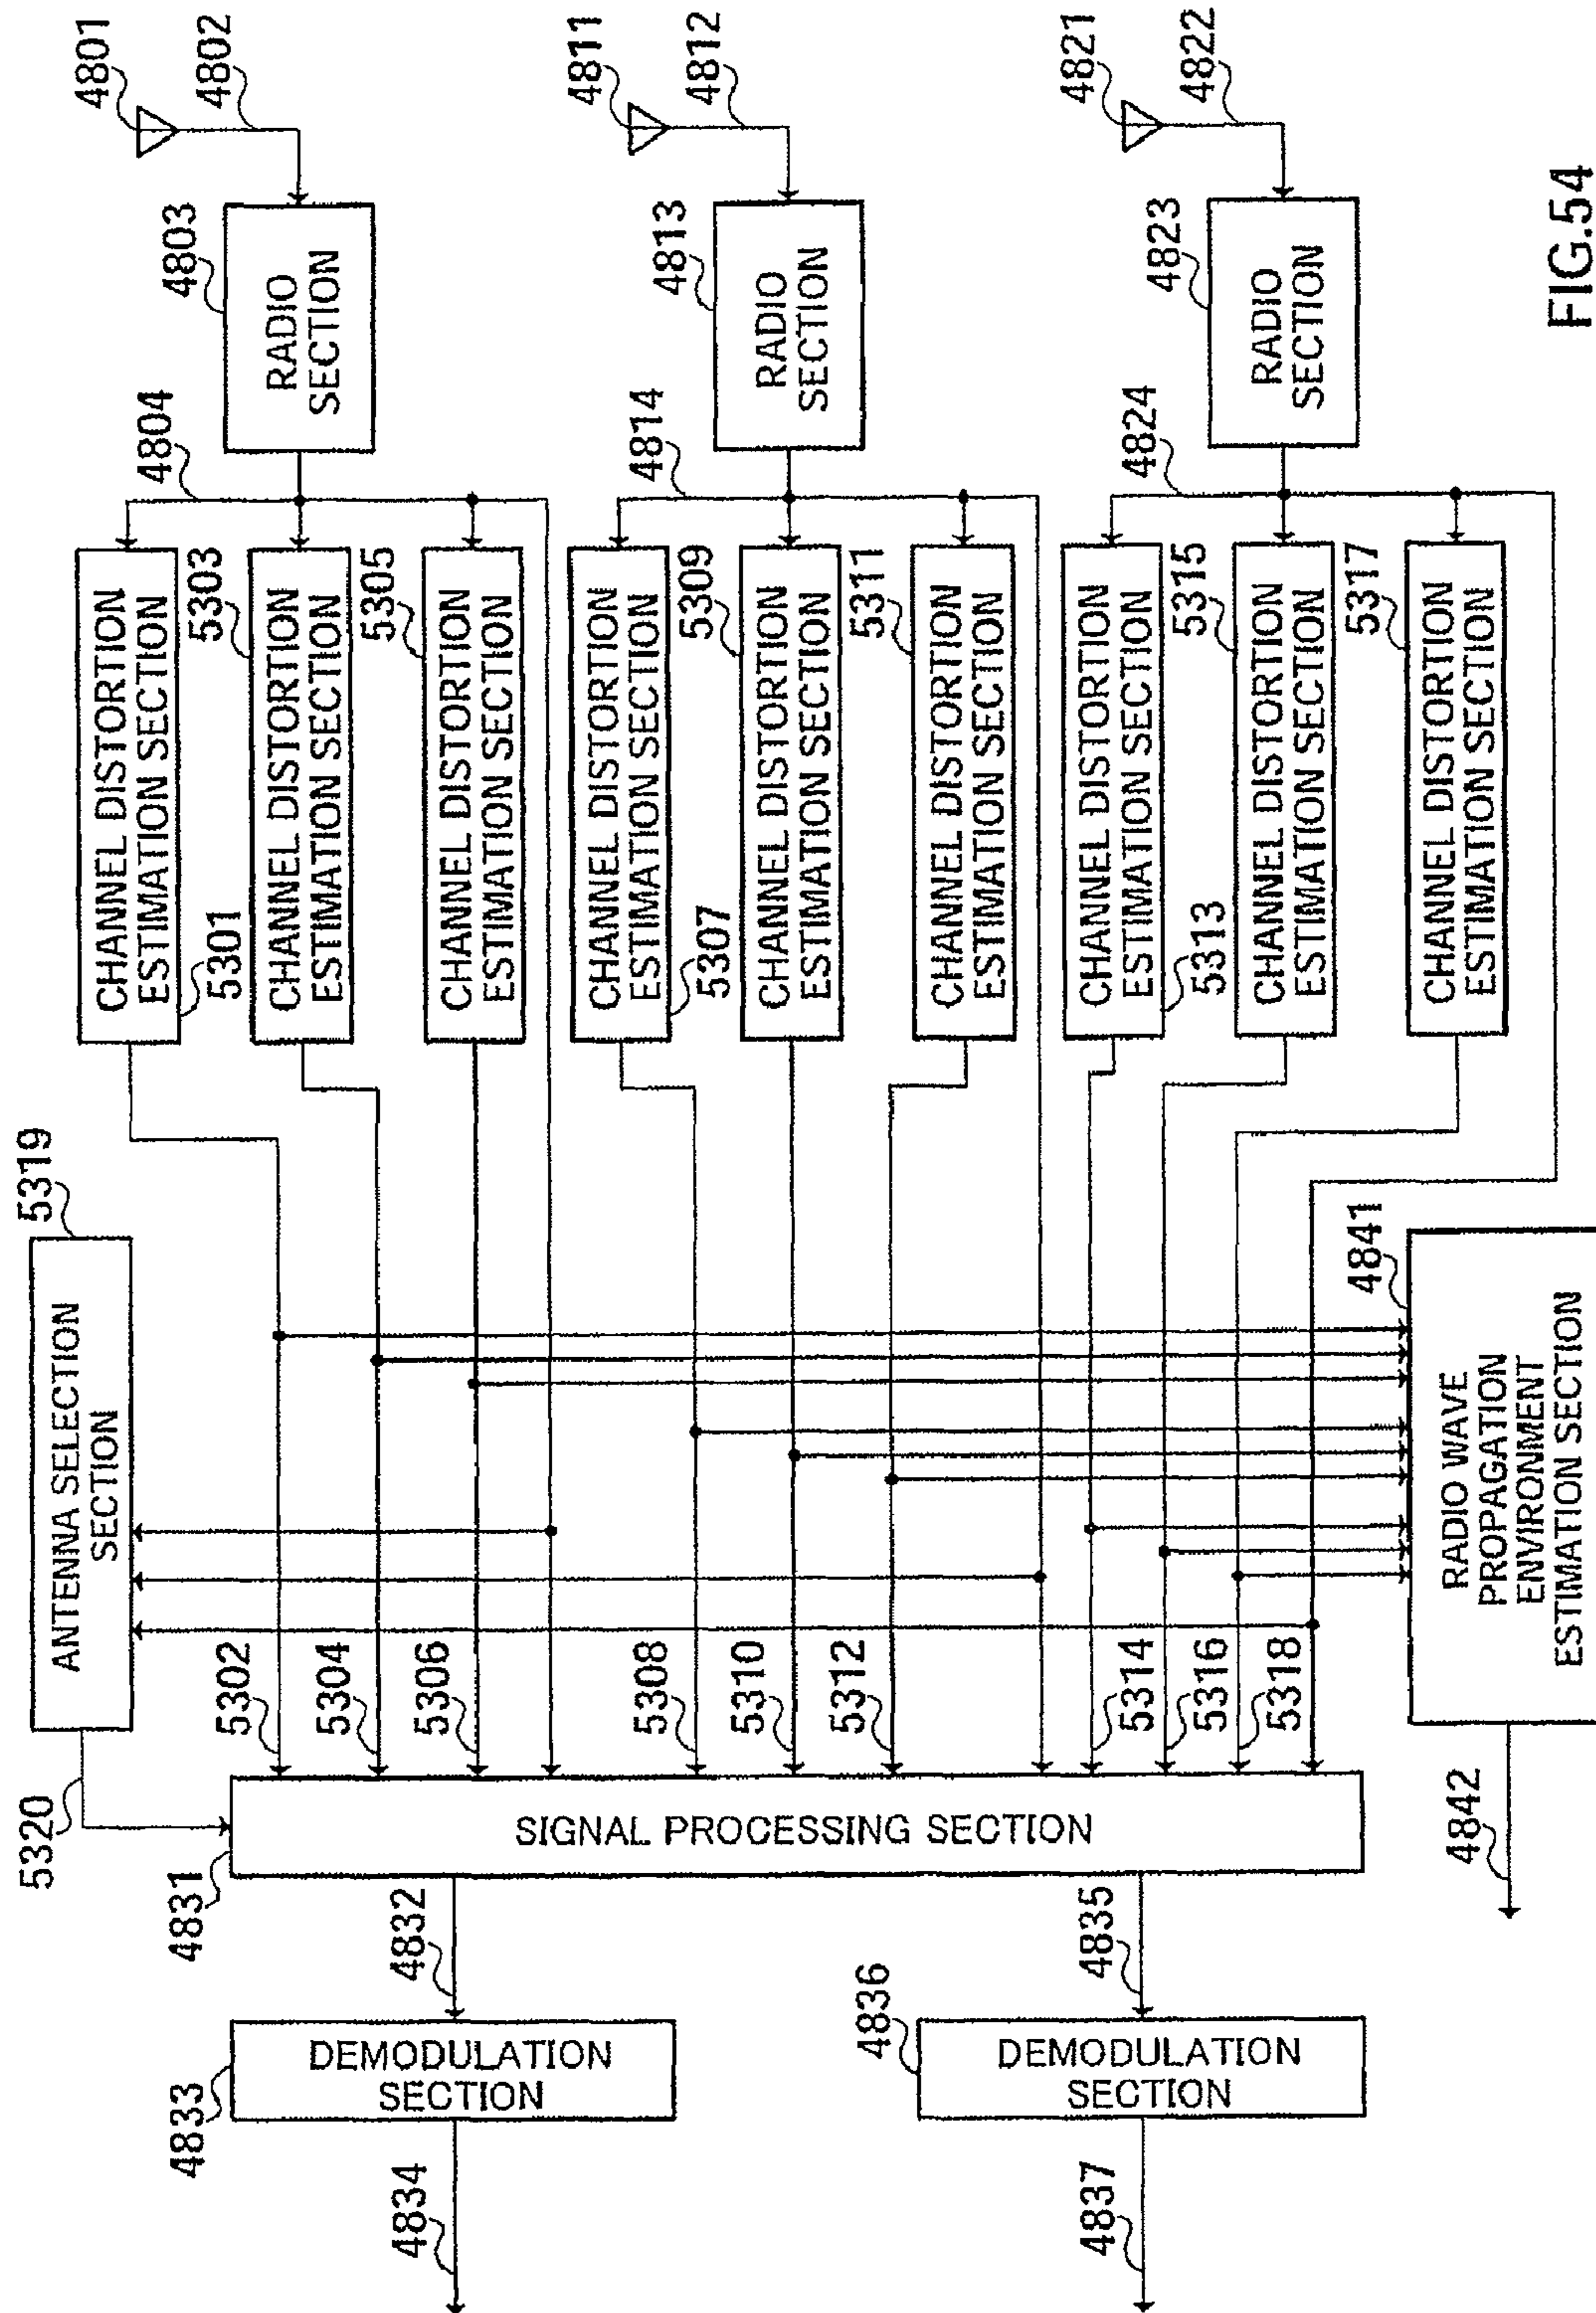 4801
4802
4803
RADIO
SECTION
4804
CHANNEL DISTORTION
ESTIMATION SECTION
5301
5303
CHANNEL DISTORTION
ESTIMATION SECTION
5305
CHANNEL DISTORTION
ESTIMATION SECTION
4811
4812
4813
RADIO
SECTION
4814
CHANNEL DISTORTION
ESTIMATION SECTION
5307
5309
CHANNEL DISTORTION
ESTIMATION SECTION
5311
CHANNEL DISTORTION
ESTIMATION SECTION
4821
4822
4823
RADIO
SECTION
4824
CHANNEL DISTORTION
ESTIMATION SECTION
5313
5315
CHANNEL DISTORTION
ESTIMATION SECTION
5317
CHANNEL DISTORTION
ESTIMATION SECTION
5319
ANTENNA SELECTION
SECTION
5320
5302
5304
5306
5308
5310
5312
5314
5316
5318
4841
RADIO WAVE
PROPAGATION
ENVIRONMENT
ESTIMATION SECTION
4842
SIGNAL PROCESSING SECTION
4831
4832
4835
DEMODULATION
SECTION
4833
4834
4836
DEMODULATION
SECTION
4837
FIG.54